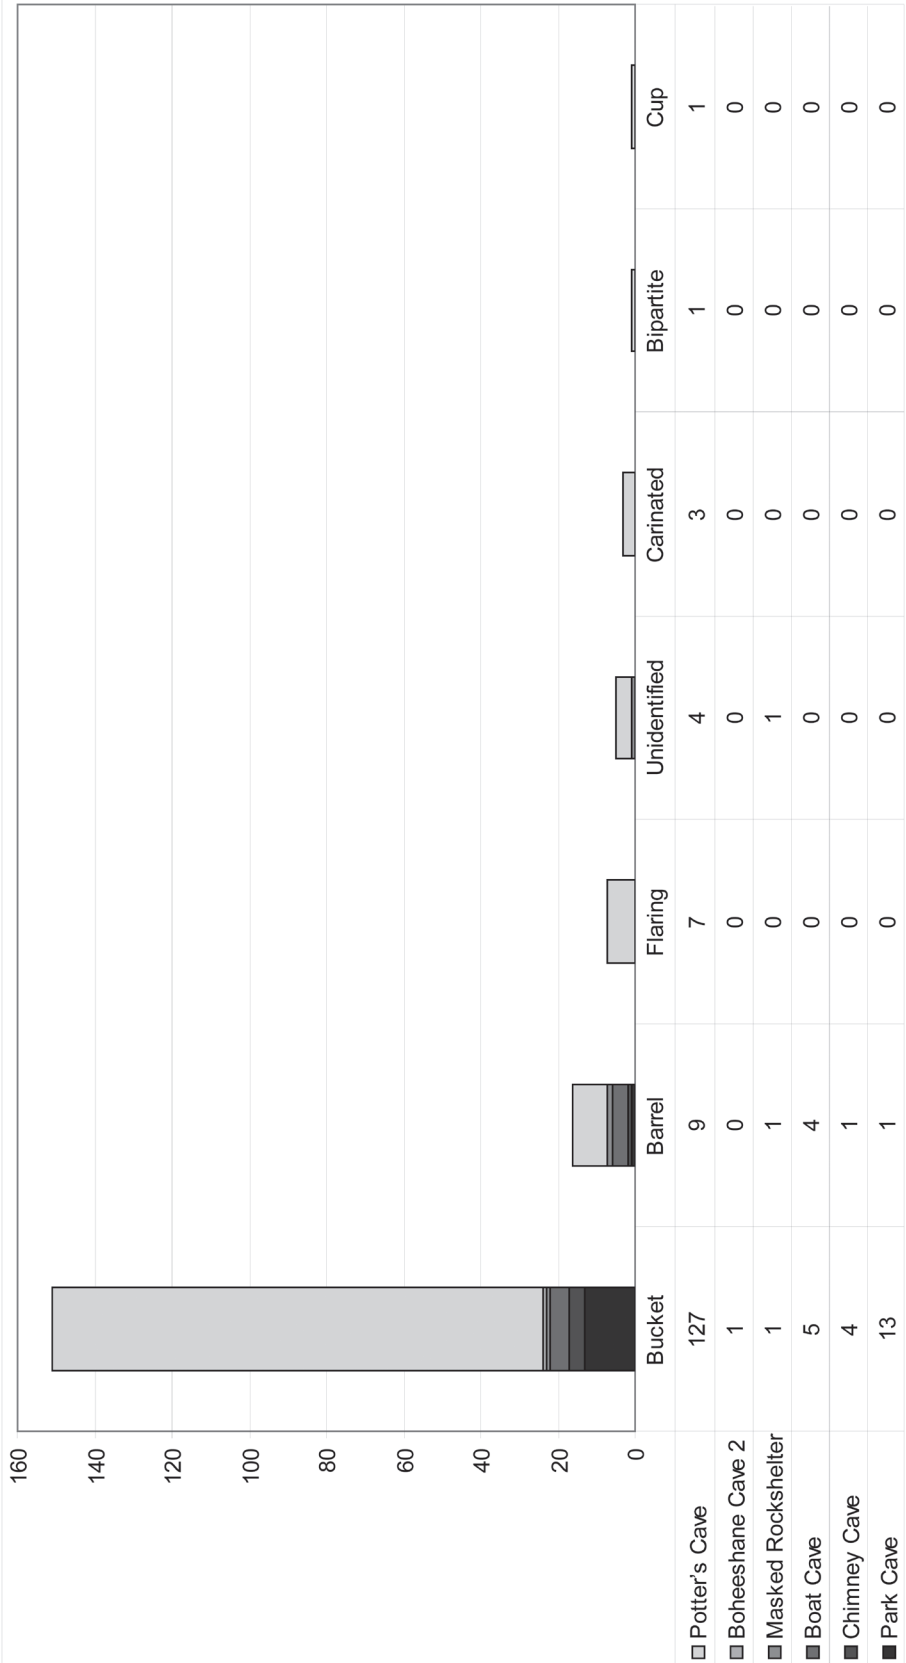 160
140
120
100
80
60
40
20
0
Bucket Barrel Flaring Unidentified Carinated Bipartite Cup
Potter's Cave 127 9 7 4 3 1 1
Boheeshane Cave 2 1 0 0 0 0 0 0
Masked Rockshelter 1 1 0 1 0 0 0
Boat Cave 5 4 0 0 0 0 0
Chimney Cave 4 1 0 0 0 0 0
Park Cave 13 1 0 0 0 0 0